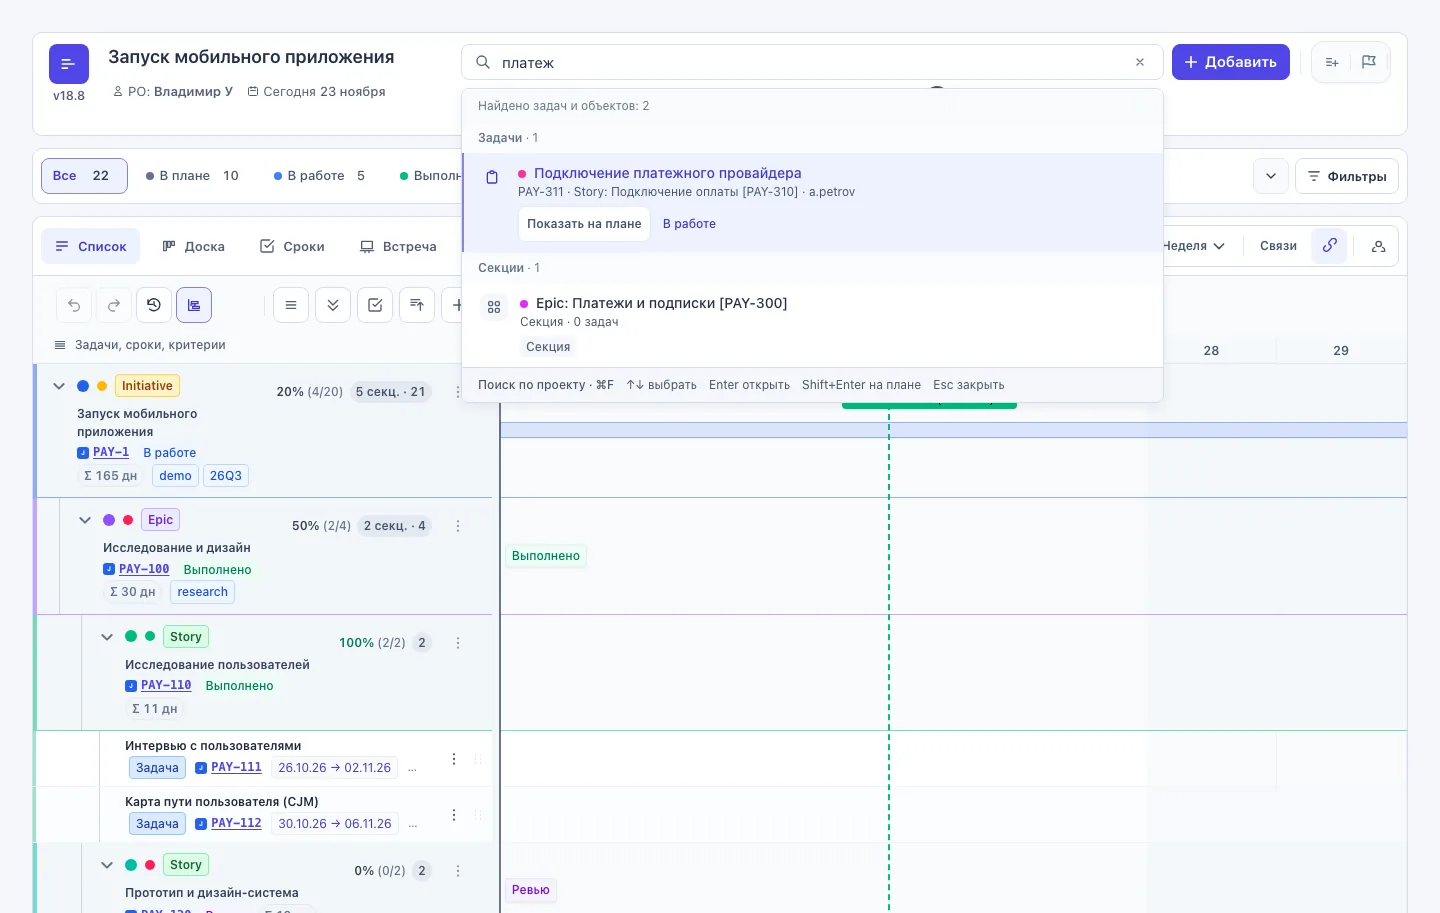 Запуск мобильного приложения
v18.8
PO: Владимир У
Сегодня 23 ноября
платеж
Добавить
Найдено задач и объектов: 2
Задачи · 1
Подключение платежного провайдера
PAY-311 · Story: Подключение оплаты [PAY-310] · a.petrov
Показать на плане
В работе
Секции · 1
Epic: Платежи и подписки [PAY-300]
Секция · 0 задач
Секция
Поиск по проекту · ⌘F ↑↓ выбрать Enter открыть Shift+Enter на плане Esc закрыть
Все 22
В плане 10
В работе 5
Фильтры
Список
Доска
Сроки
Встреча
Неделя
Связи
Задачи, сроки, критерии
28
29
Initiative
20% (4/20) 5 секц. · 21
Запуск мобильного
приложения
PAY-1 В работе
Σ 165 дн demo 26Q3
Epic
50% (2/4) 2 секц. · 4
Исследование и дизайн
PAY-100 Выполнено
Σ 30 дн research
Выполнено
Story
100% (2/2) 2
Исследование пользователей
PAY-110 Выполнено
Σ 11 дн
Интервью с пользователями
Задача PAY-111 26.10.26 → 02.11.26 ...
Карта пути пользователя (CJM)
Задача PAY-112 30.10.26 → 06.11.26 ...
Story
0% (0/2) 2
Прототип и дизайн-система
Ревью